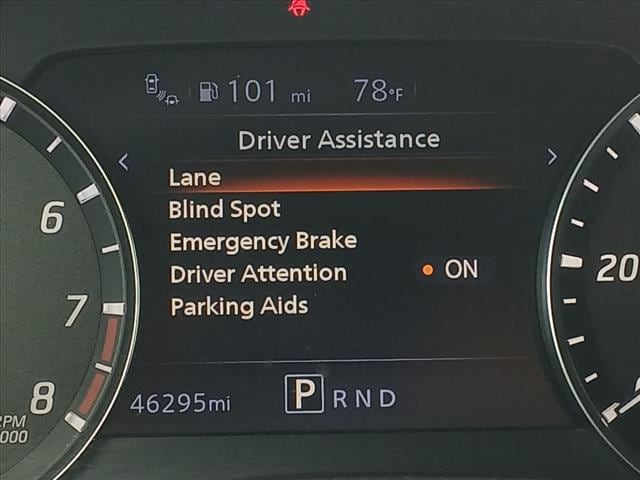 101 mi 78°F
Driver Assistance
Lane
Blind Spot
Emergency Brake
Driver Attention ON
Parking Aids
6
7
8
RPM
000
20
46295mi P R N D